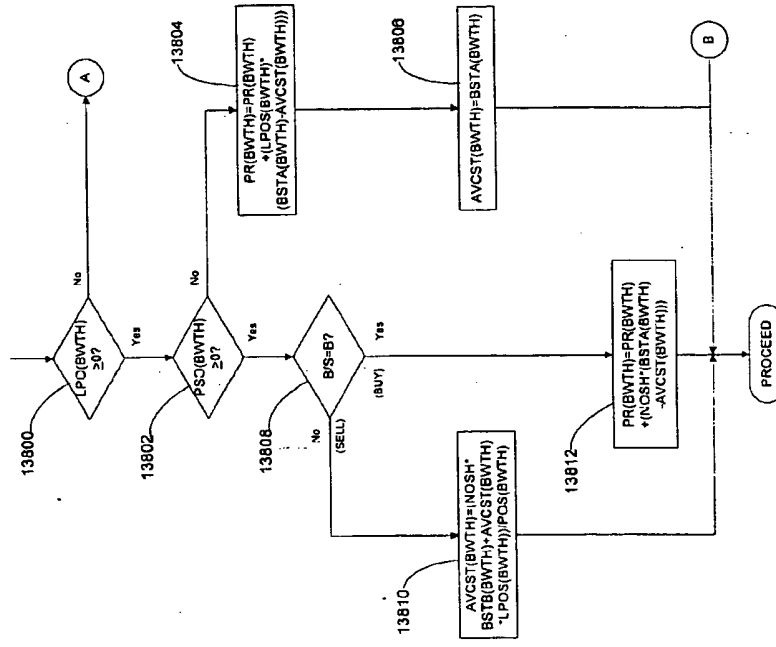 13800
LPO(BWTH)
≥0?
No
A
Yes
13802
PSO(BWTH)
≥0?
No
Yes
13804
PR(BWTH)=PR(BWTH)
+(LPOS(BWTH)*
(BSTA(BWTH)-AVCST(BWTH)))
13806
AVCST(BWTH)=BSTA(BWTH)
13808
B/S=B?
No
(SELL)
Yes
(BUY)
13810
AVCST(BWTH)=(NOSH*
BSTB(BWTH)+AVCST(BWTH)
*LPOS(BWTH))/POS(BWTH)
13812
PR(BWTH)=PR(BWTH)
+(NOSH*(BSTA(BWTH)
-AVCST(BWTH)))
B
PROCEED